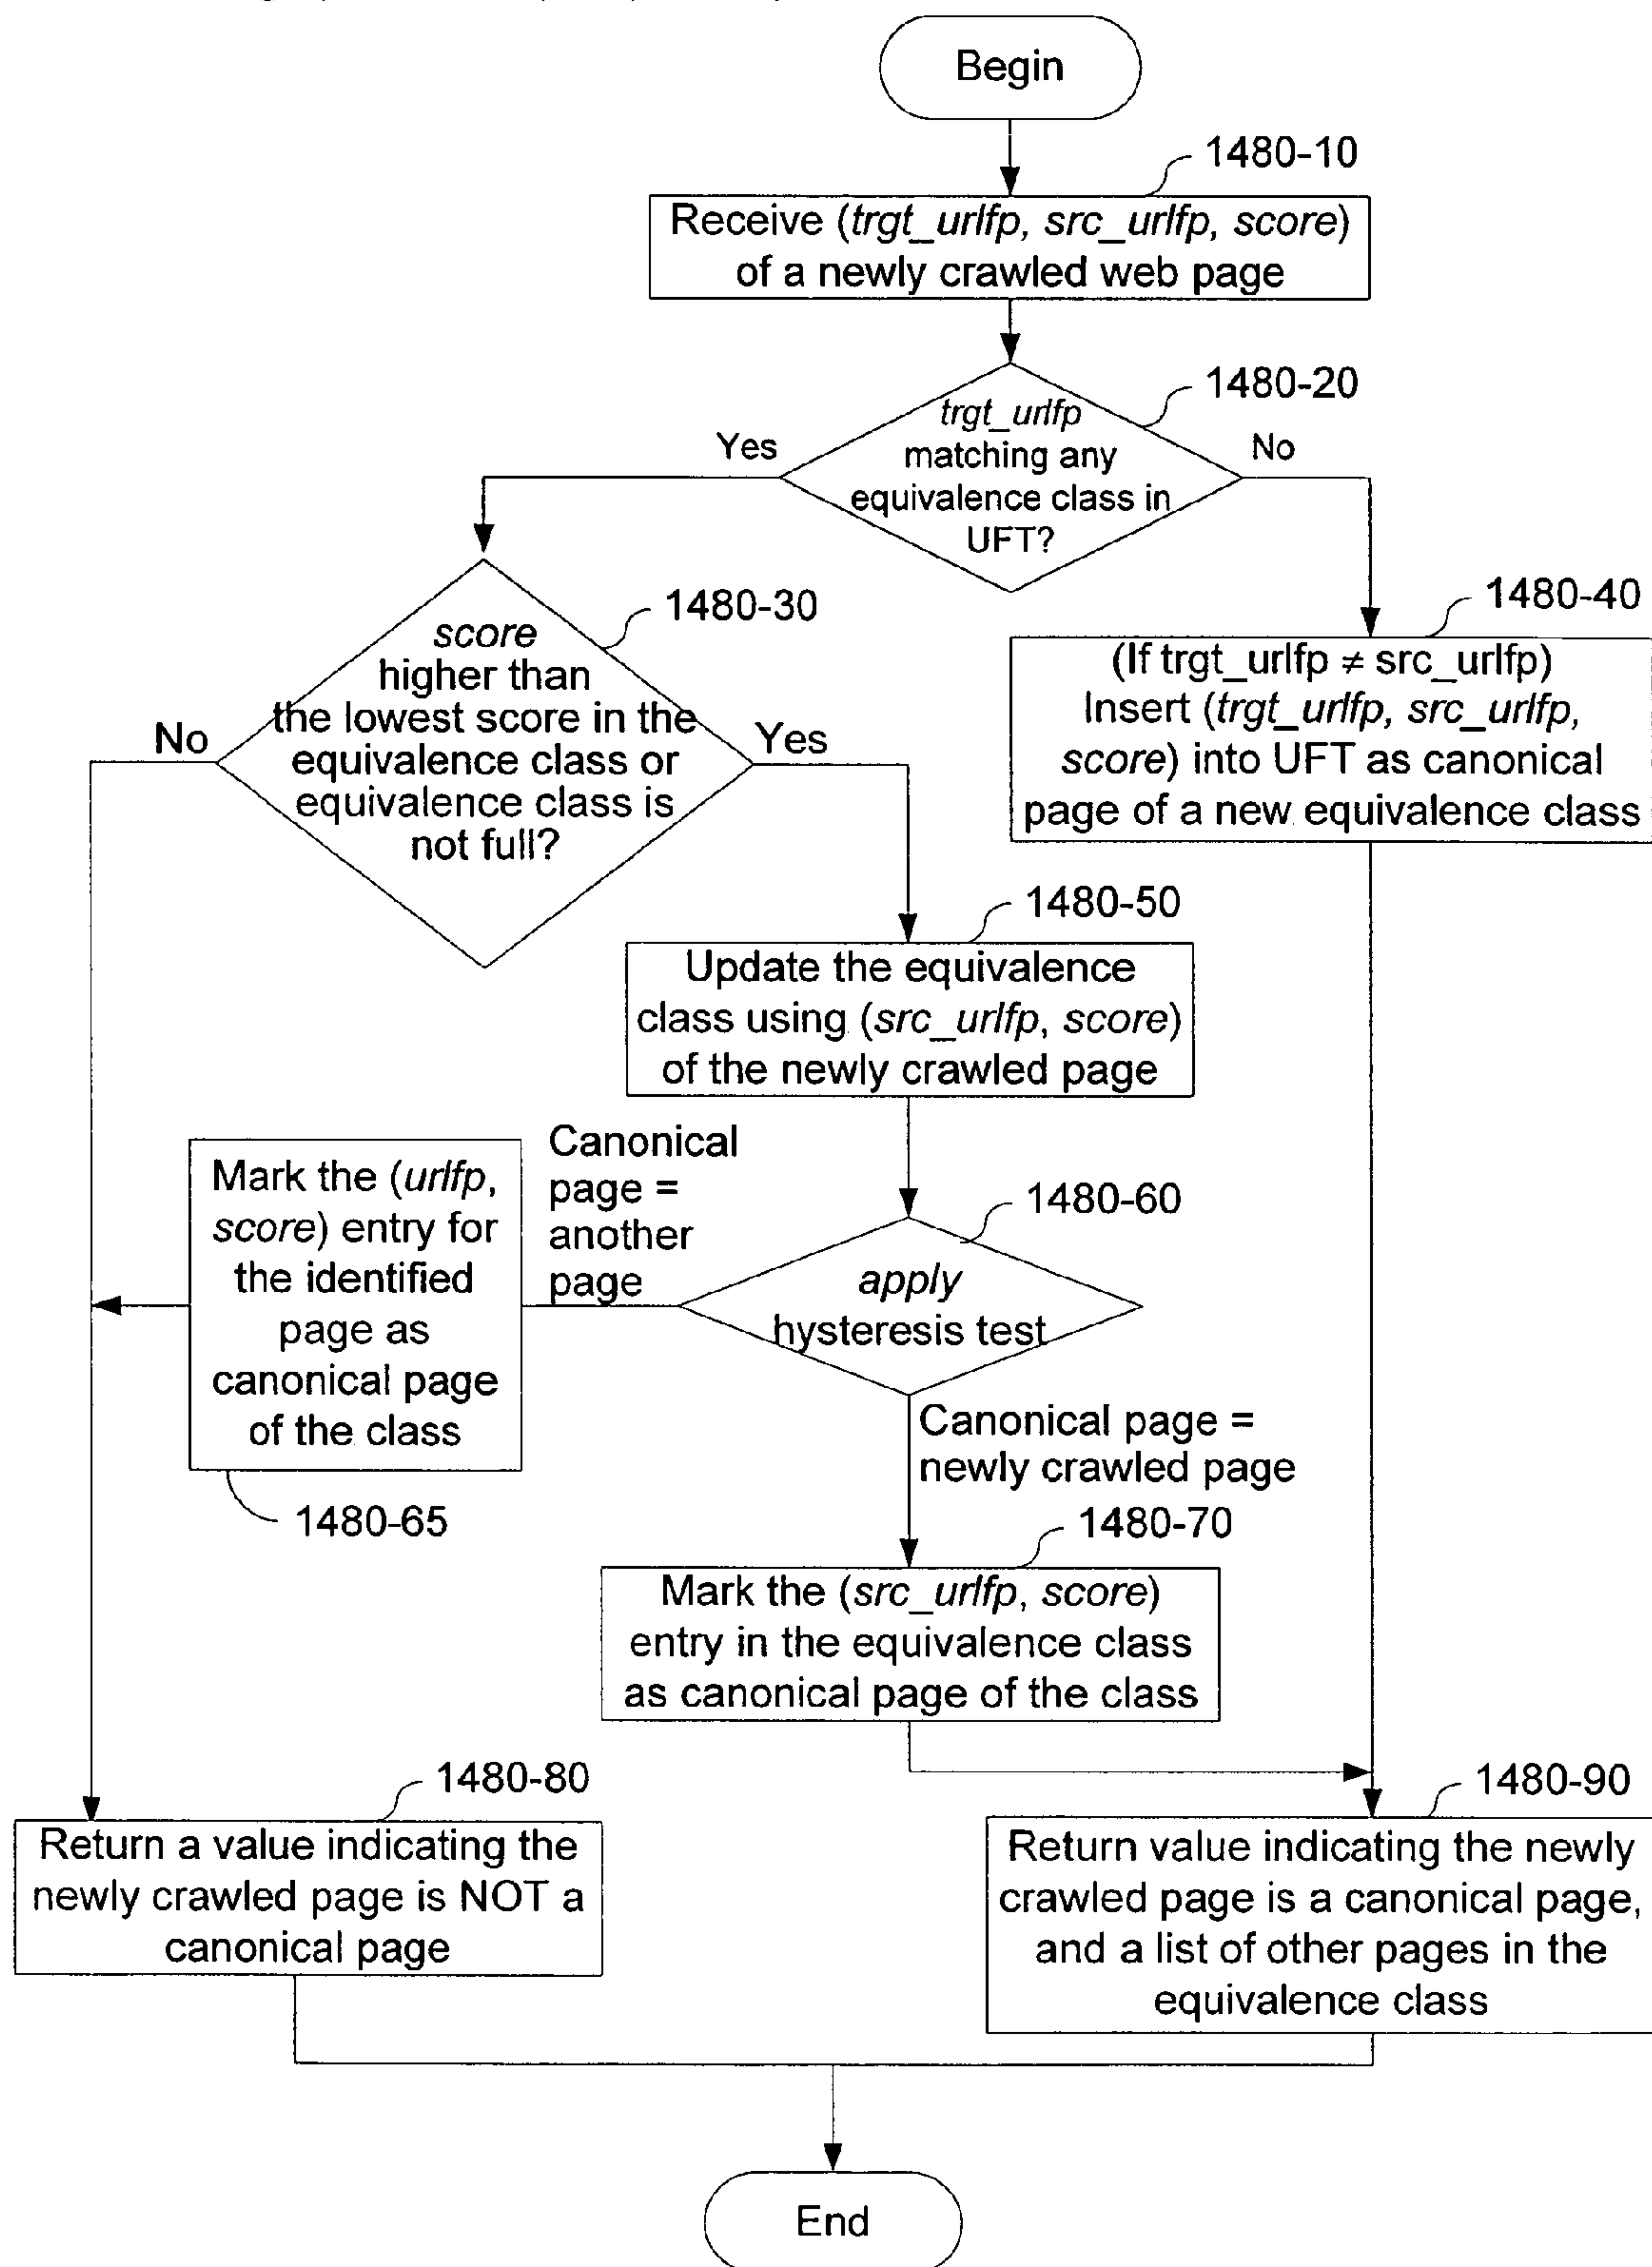 Begin
1480-10
Receive (trgt_urlfp, src_urlfp, score)
of a newly crawled web page
1480-20
trgt_urlfp
matching any
equivalence class in
UFT?
Yes
No
1480-30
score
higher than
the lowest score in the
equivalence class or
equivalence class is
not full?
No
Yes
1480-40
(If trgt_urlfp ≠ src_urlfp)
Insert (trgt_urlfp, src_urlfp,
score) into UFT as canonical
page of a new equivalence class
1480-50
Update the equivalence
class using (src_urlfp, score)
of the newly crawled page
1480-60
apply
hysteresis test
Canonical
page =
another
page
Mark the (urlfp,
score) entry for
the identified
page as
canonical page
of the class
1480-65
Canonical page =
newly crawled page
1480-70
Mark the (src_urlfp, score)
entry in the equivalence class
as canonical page of the class
1480-80
Return a value indicating the
newly crawled page is NOT a
canonical page
1480-90
Return value indicating the newly
crawled page is a canonical page,
and a list of other pages in the
equivalence class
End